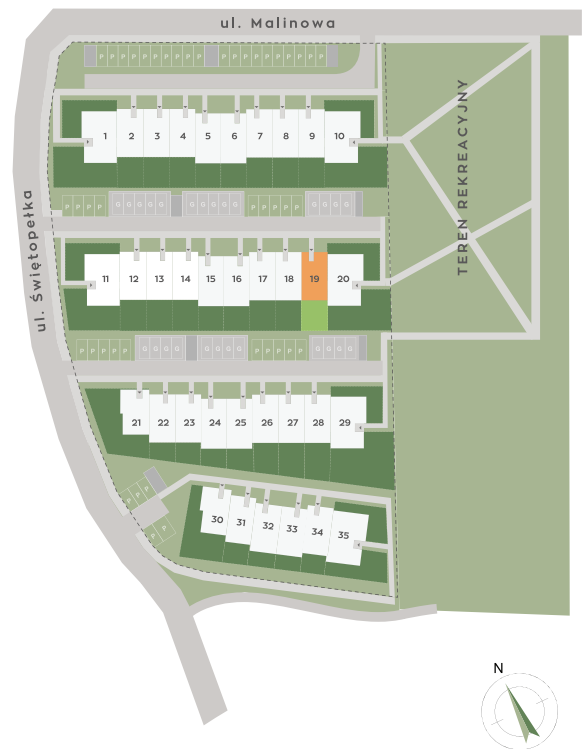 ul. Malinowa
P P P P P P P P P P P P P P P P P P
1 2 3 4 5 6 7 8 9 10
TEREN REKREACYJNY
ul. Świętopełka
P P P P G G G G G G G G G P P P P P G G G
11 12 13 14 15 16 17 18 19 20
P P P P P G G G G G G G G P P P P P G G G G
21 22 23 24 25 26 27 28 29
P P P
P P
30 31 32 33 34 35
N